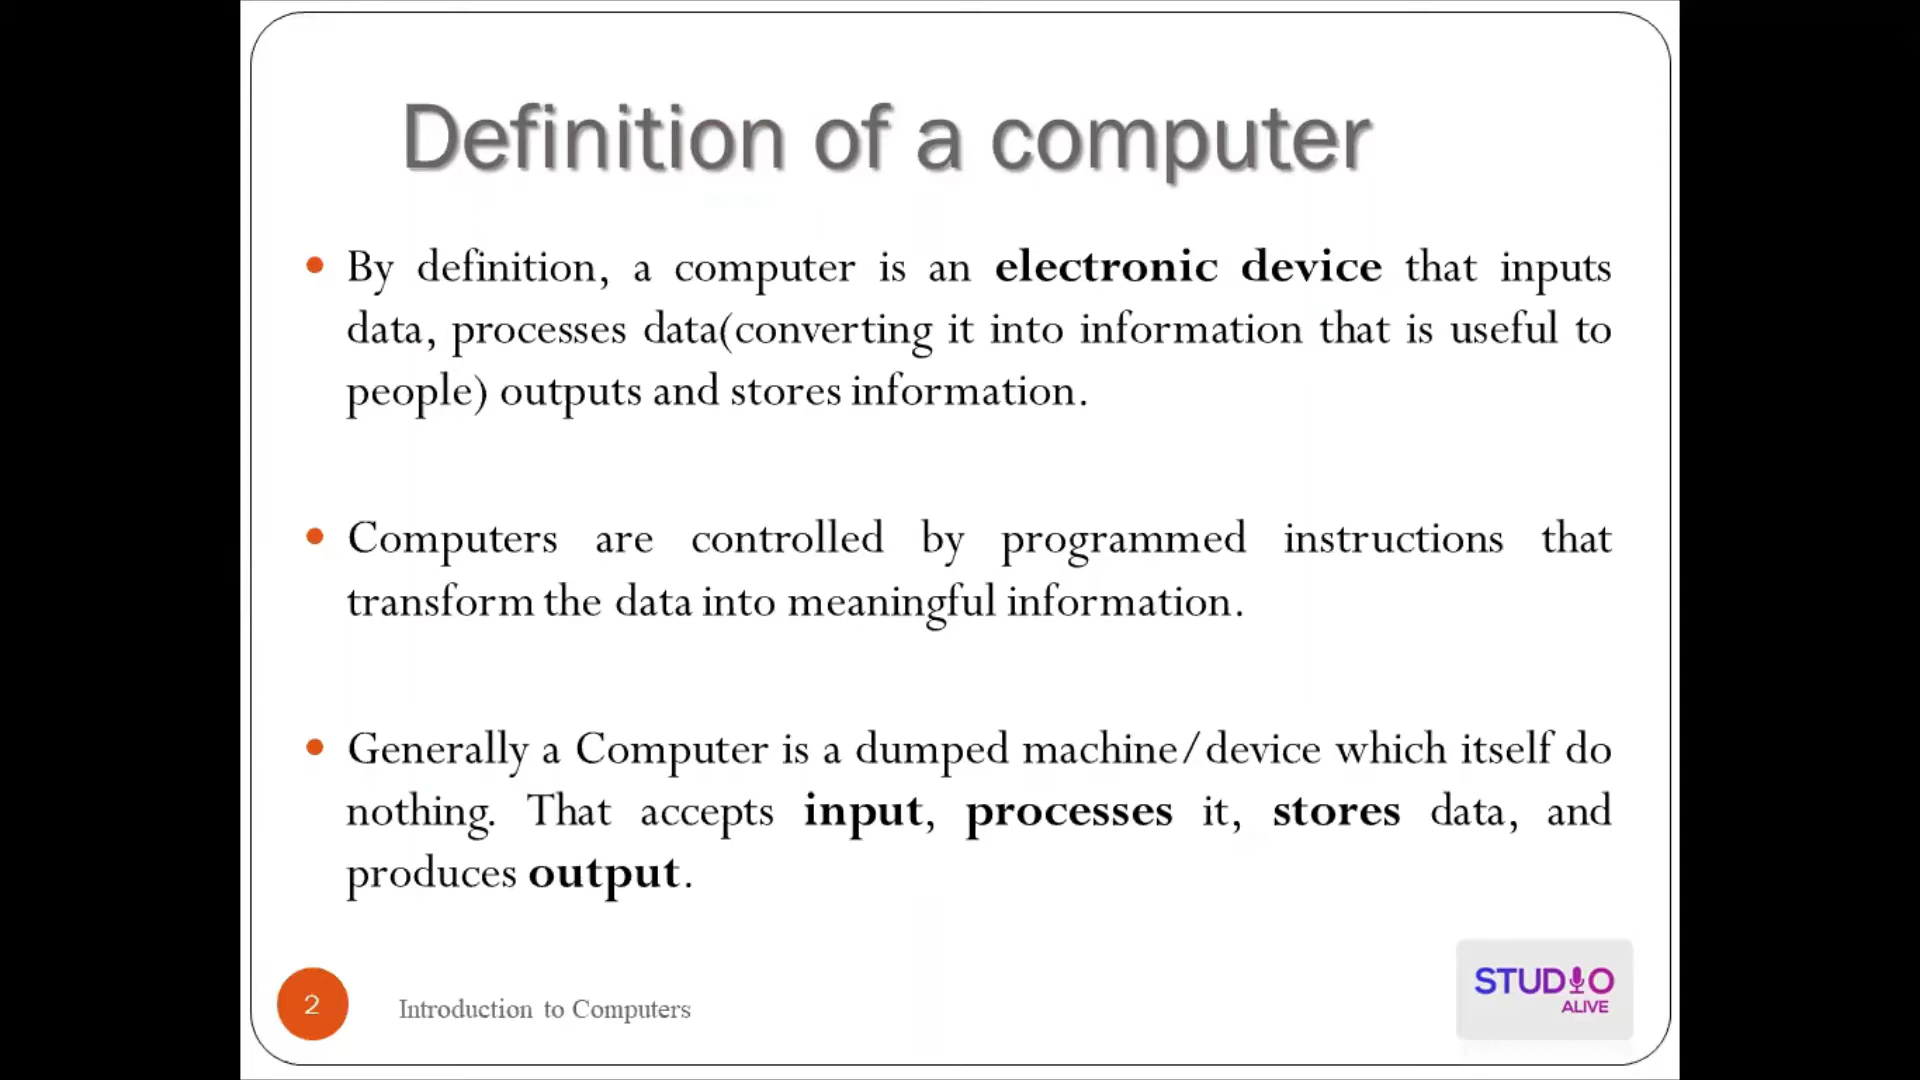 Definition of a computer
By definition, a computer is an electronic device that inputs
data, processes data(converting it into information that is useful to
people) outputs and stores information.
Computers are controlled by programmed instructions that
transform the data into meaningful information.
Generally a Computer is a dumped machine/device which itself do
nothing. That accepts input, processes it, stores data, and
produces output.
2
Introduction to Computers
STUDIO
ALIVE